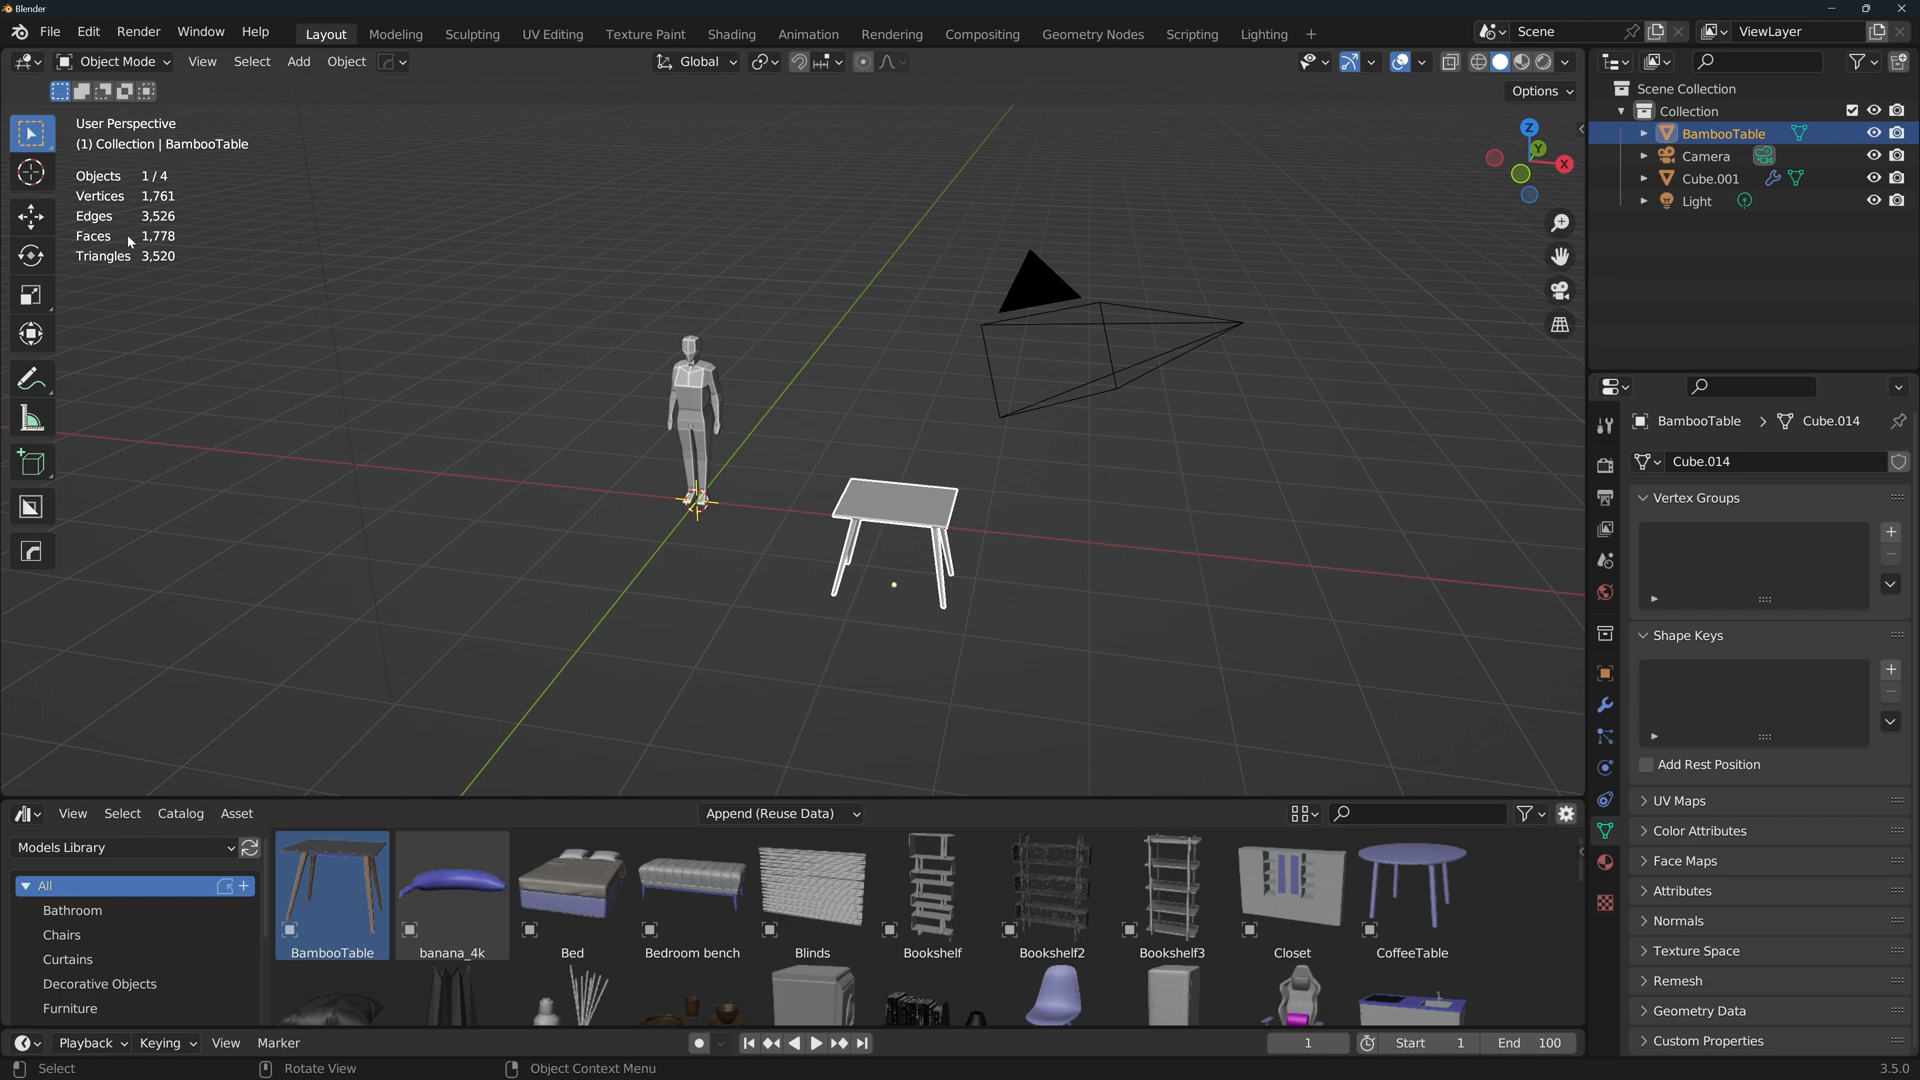 Blender
File Edit Render Window Help Layout Modeling Sculpting UV Editing Texture Paint Shading Animation Rendering Compositing Geometry Nodes Scripting Lighting + Scene ViewLayer
Object Mode View Select Add Object Global
Options
User Perspective
(1) Collection | BambooTable
Objects 1 / 4
Vertices 1,761
Edges 3,526
Faces 1,778
Triangles 3,520
Z
Y
X
Scene Collection
Collection
BambooTable
Camera
Cube.001
Light
BambooTable > Cube.014
Cube.014
Vertex Groups
Shape Keys
Add Rest Position
UV Maps
Color Attributes
Face Maps
Attributes
Normals
Texture Space
Remesh
Geometry Data
Custom Properties
View Select Catalog Asset Append (Reuse Data)
Models Library
All
Bathroom
Chairs
Curtains
Decorative Objects
Furniture
BambooTable banana_4k Bed Bedroom bench Blinds Bookshelf Bookshelf2 Bookshelf3 Closet CoffeeTable
Playback Keying View Marker 1 Start 1 End 100
Select Rotate View Object Context Menu 3.5.0